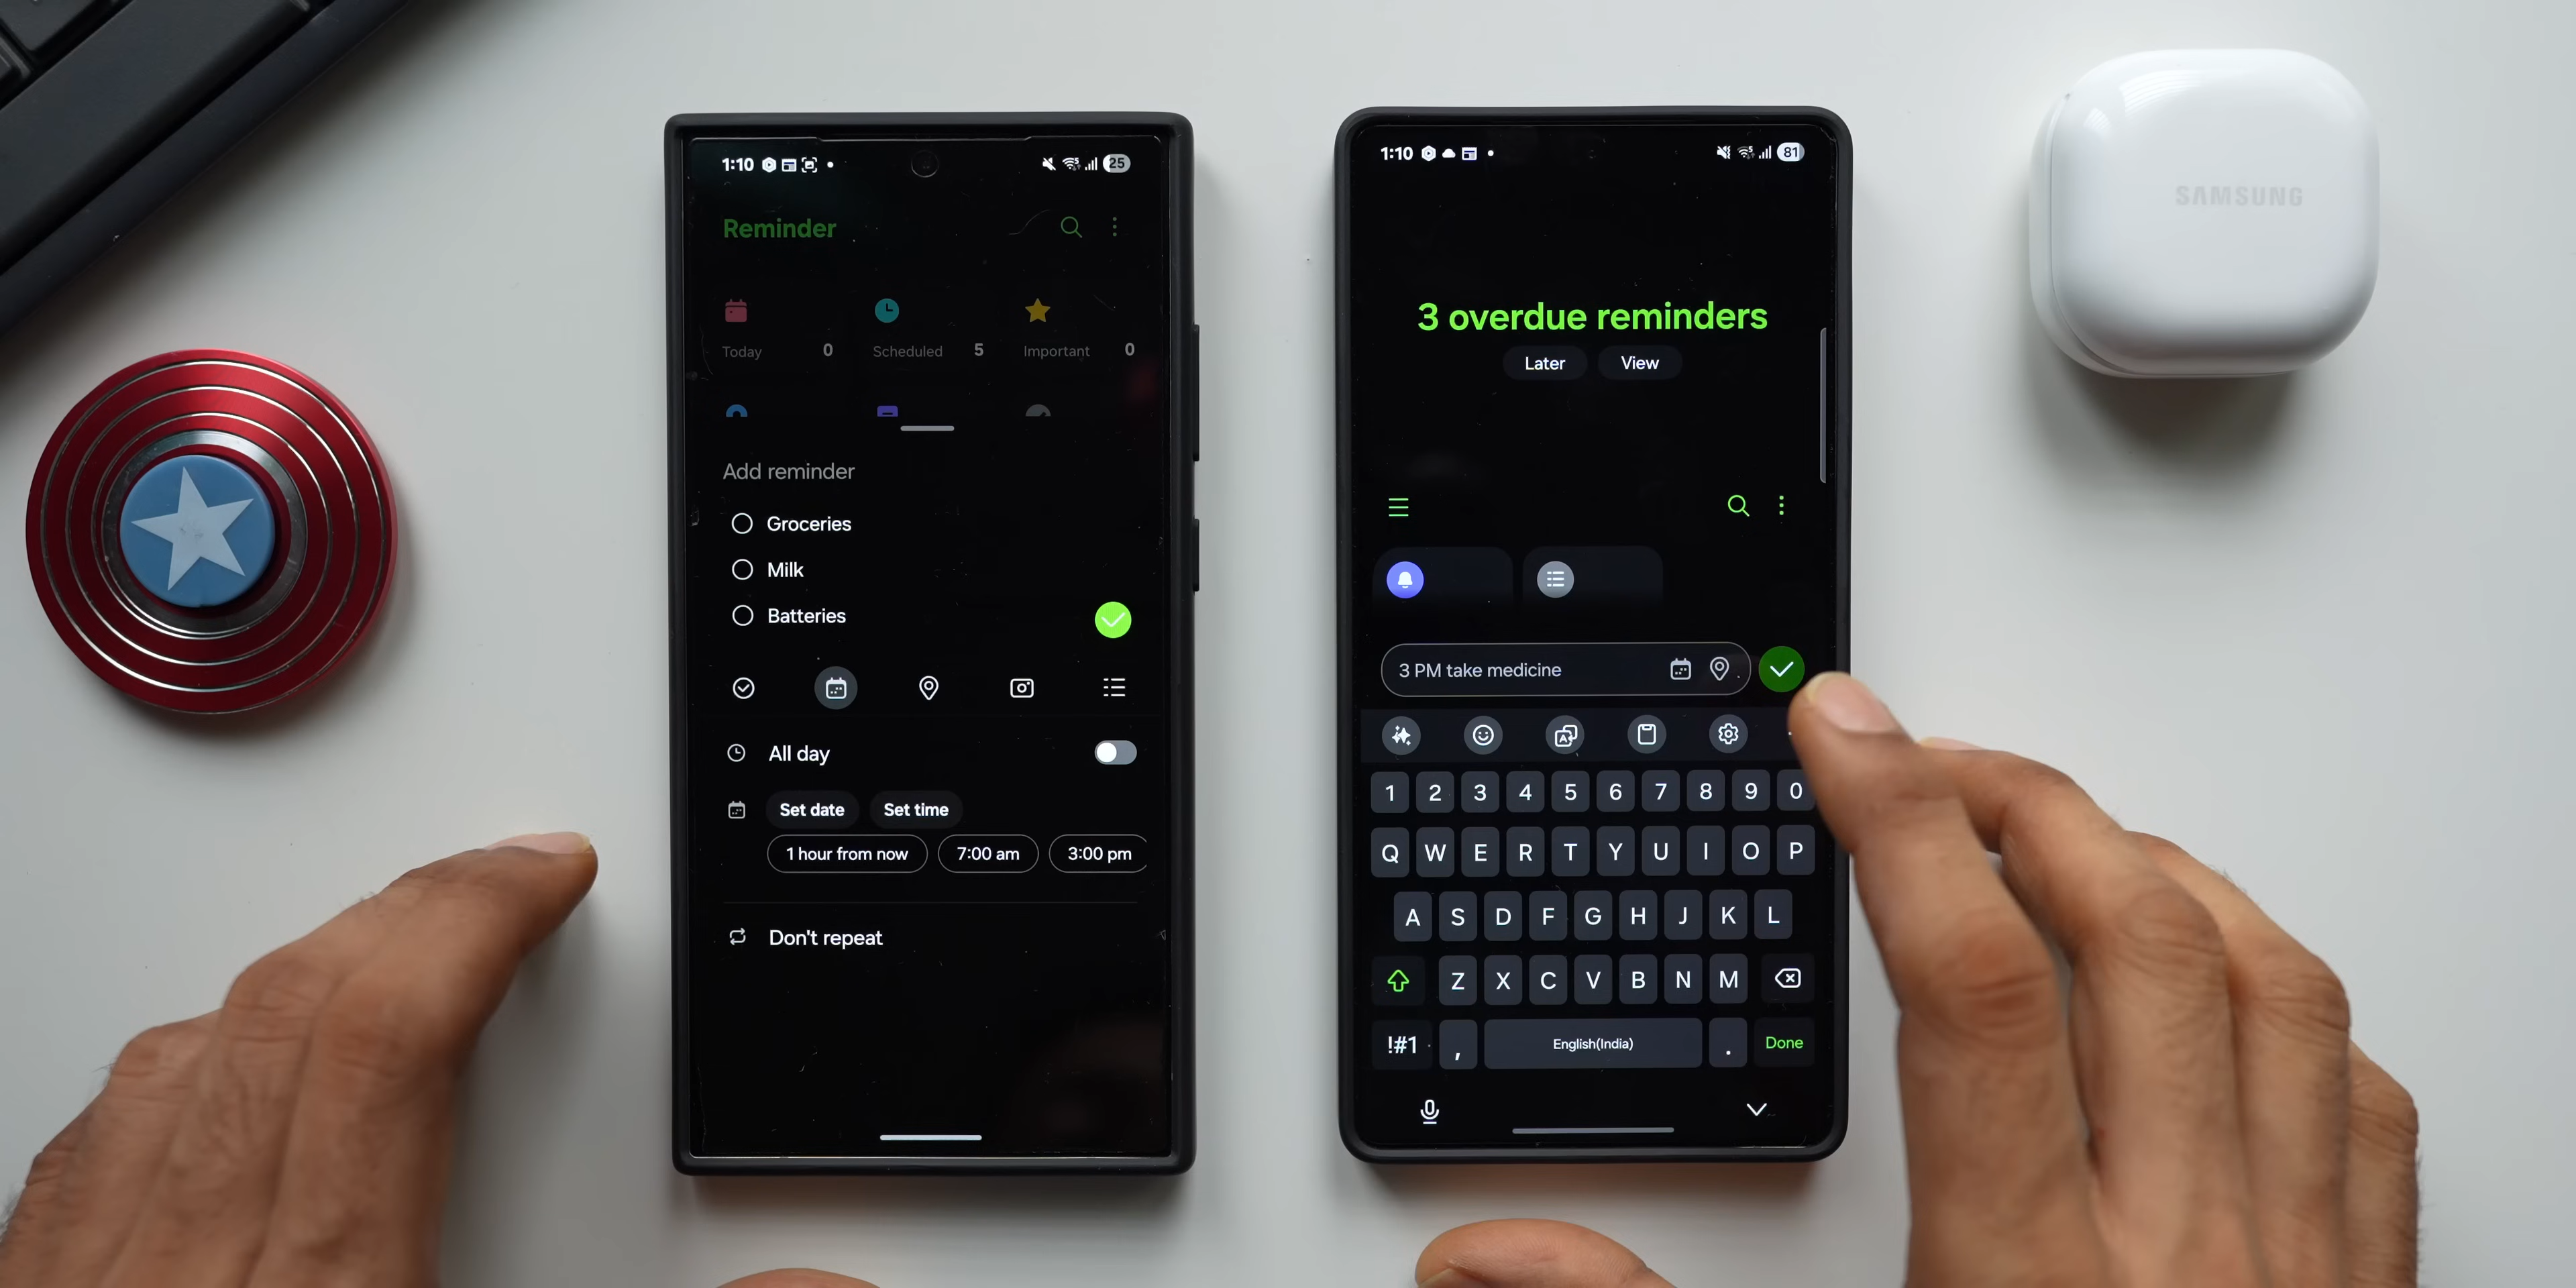 1:10 25
Reminder
Today 0 Scheduled 5 Important 0
Add reminder
Groceries
Milk
Batteries
All day
Set date Set time
1 hour from now 7:00 am 3:00 pm
Don't repeat
1:10 81
3 overdue reminders
Later View
3 PM take medicine
1 2 3 4 5 6 7 8 9 0
Q W E R T Y U I O P
A S D F G H J K L
Z X C V B N M
!#1 , English(India) . Done
SAMSUNG